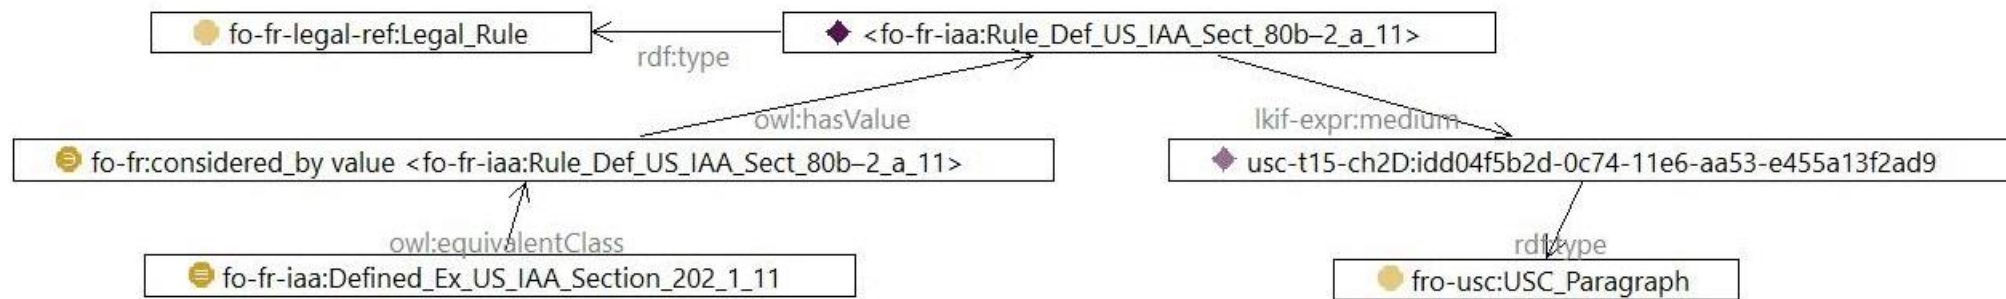 fo-fr-legal-ref:Legal_Rule
<fo-fr-iaa:Rule_Def_US_IAA_Sect_80b–2_a_11>
rdf:type
owl:hasValue
lkif-expr:medium
fo-fr:considered_by value <fo-fr-iaa:Rule_Def_US_IAA_Sect_80b–2_a_11>
usc-t15-ch2D:idd04f5b2d-0c74-11e6-aa53-e455a13f2ad9
owl:equivalentClass
rdf:type
fo-fr-iaa:Defined_Ex_US_IAA_Section_202_1_11
fro-usc:USC_Paragraph